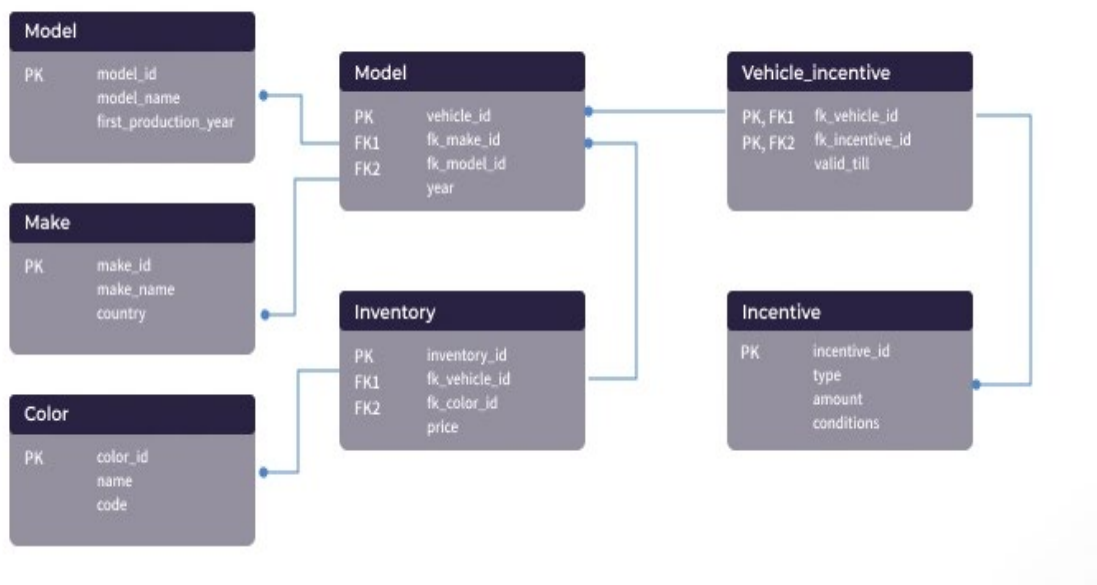 Model
PK model_id
model_name
first_production_year
Make
PK make_id
make_name
country
Color
PK color_id
name
code
Model
PK vehicle_id
FK1 fk_make_id
FK2 fk_model_id
year
Inventory
PK inventory_id
FK1 fk_vehicle_id
FK2 fk_color_id
price
Vehicle_incentive
PK, FK1 fk_vehicle_id
PK, FK2 fk_incentive_id
valid_till
Incentive
PK incentive_id
type
amount
conditions